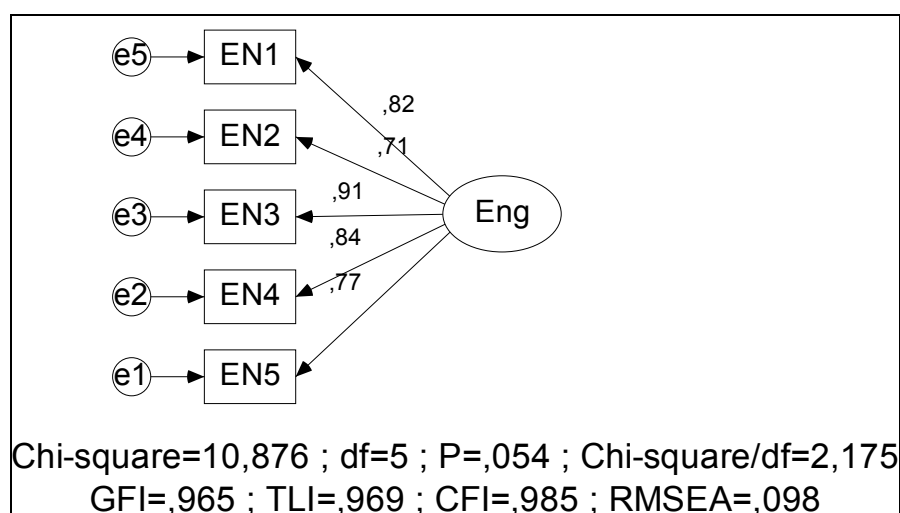 e5 EN1
,82
e4 EN2 ,71
,91
e3 EN3 Eng
,84
e2 EN4 ,77
e1 EN5
Chi-square=10,876 ; df=5 ; P=,054 ; Chi-square/df=2,175
GFI=,965 ; TLI=,969 ; CFI=,985 ; RMSEA=,098